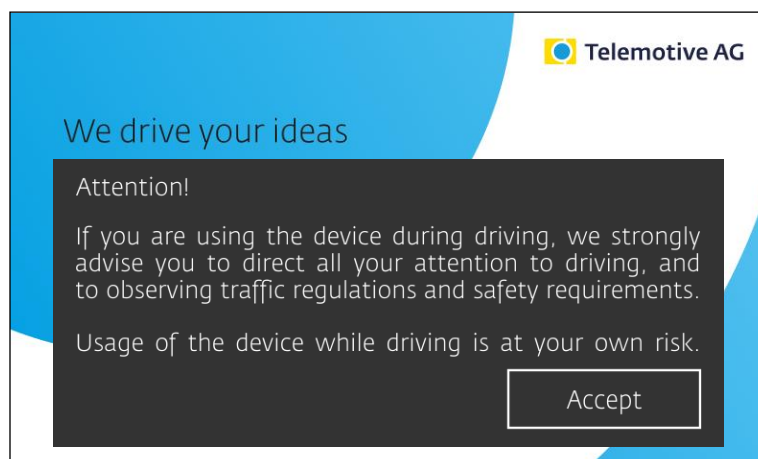 Telemotive AG
We drive your ideas
Attention!
If you are using the device during driving, we strongly
advise you to direct all your attention to driving, and
to observing traffic regulations and safety requirements.
Usage of the device while driving is at your own risk.
Accept